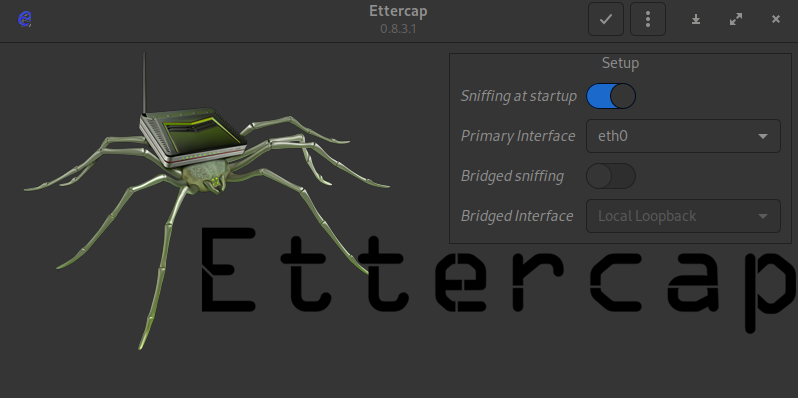 Ettercap
0.8.3.1
Setup
Sniffing at startup
Primary Interface eth0
Bridged sniffing
Bridged Interface Local Loopback
Ettercap